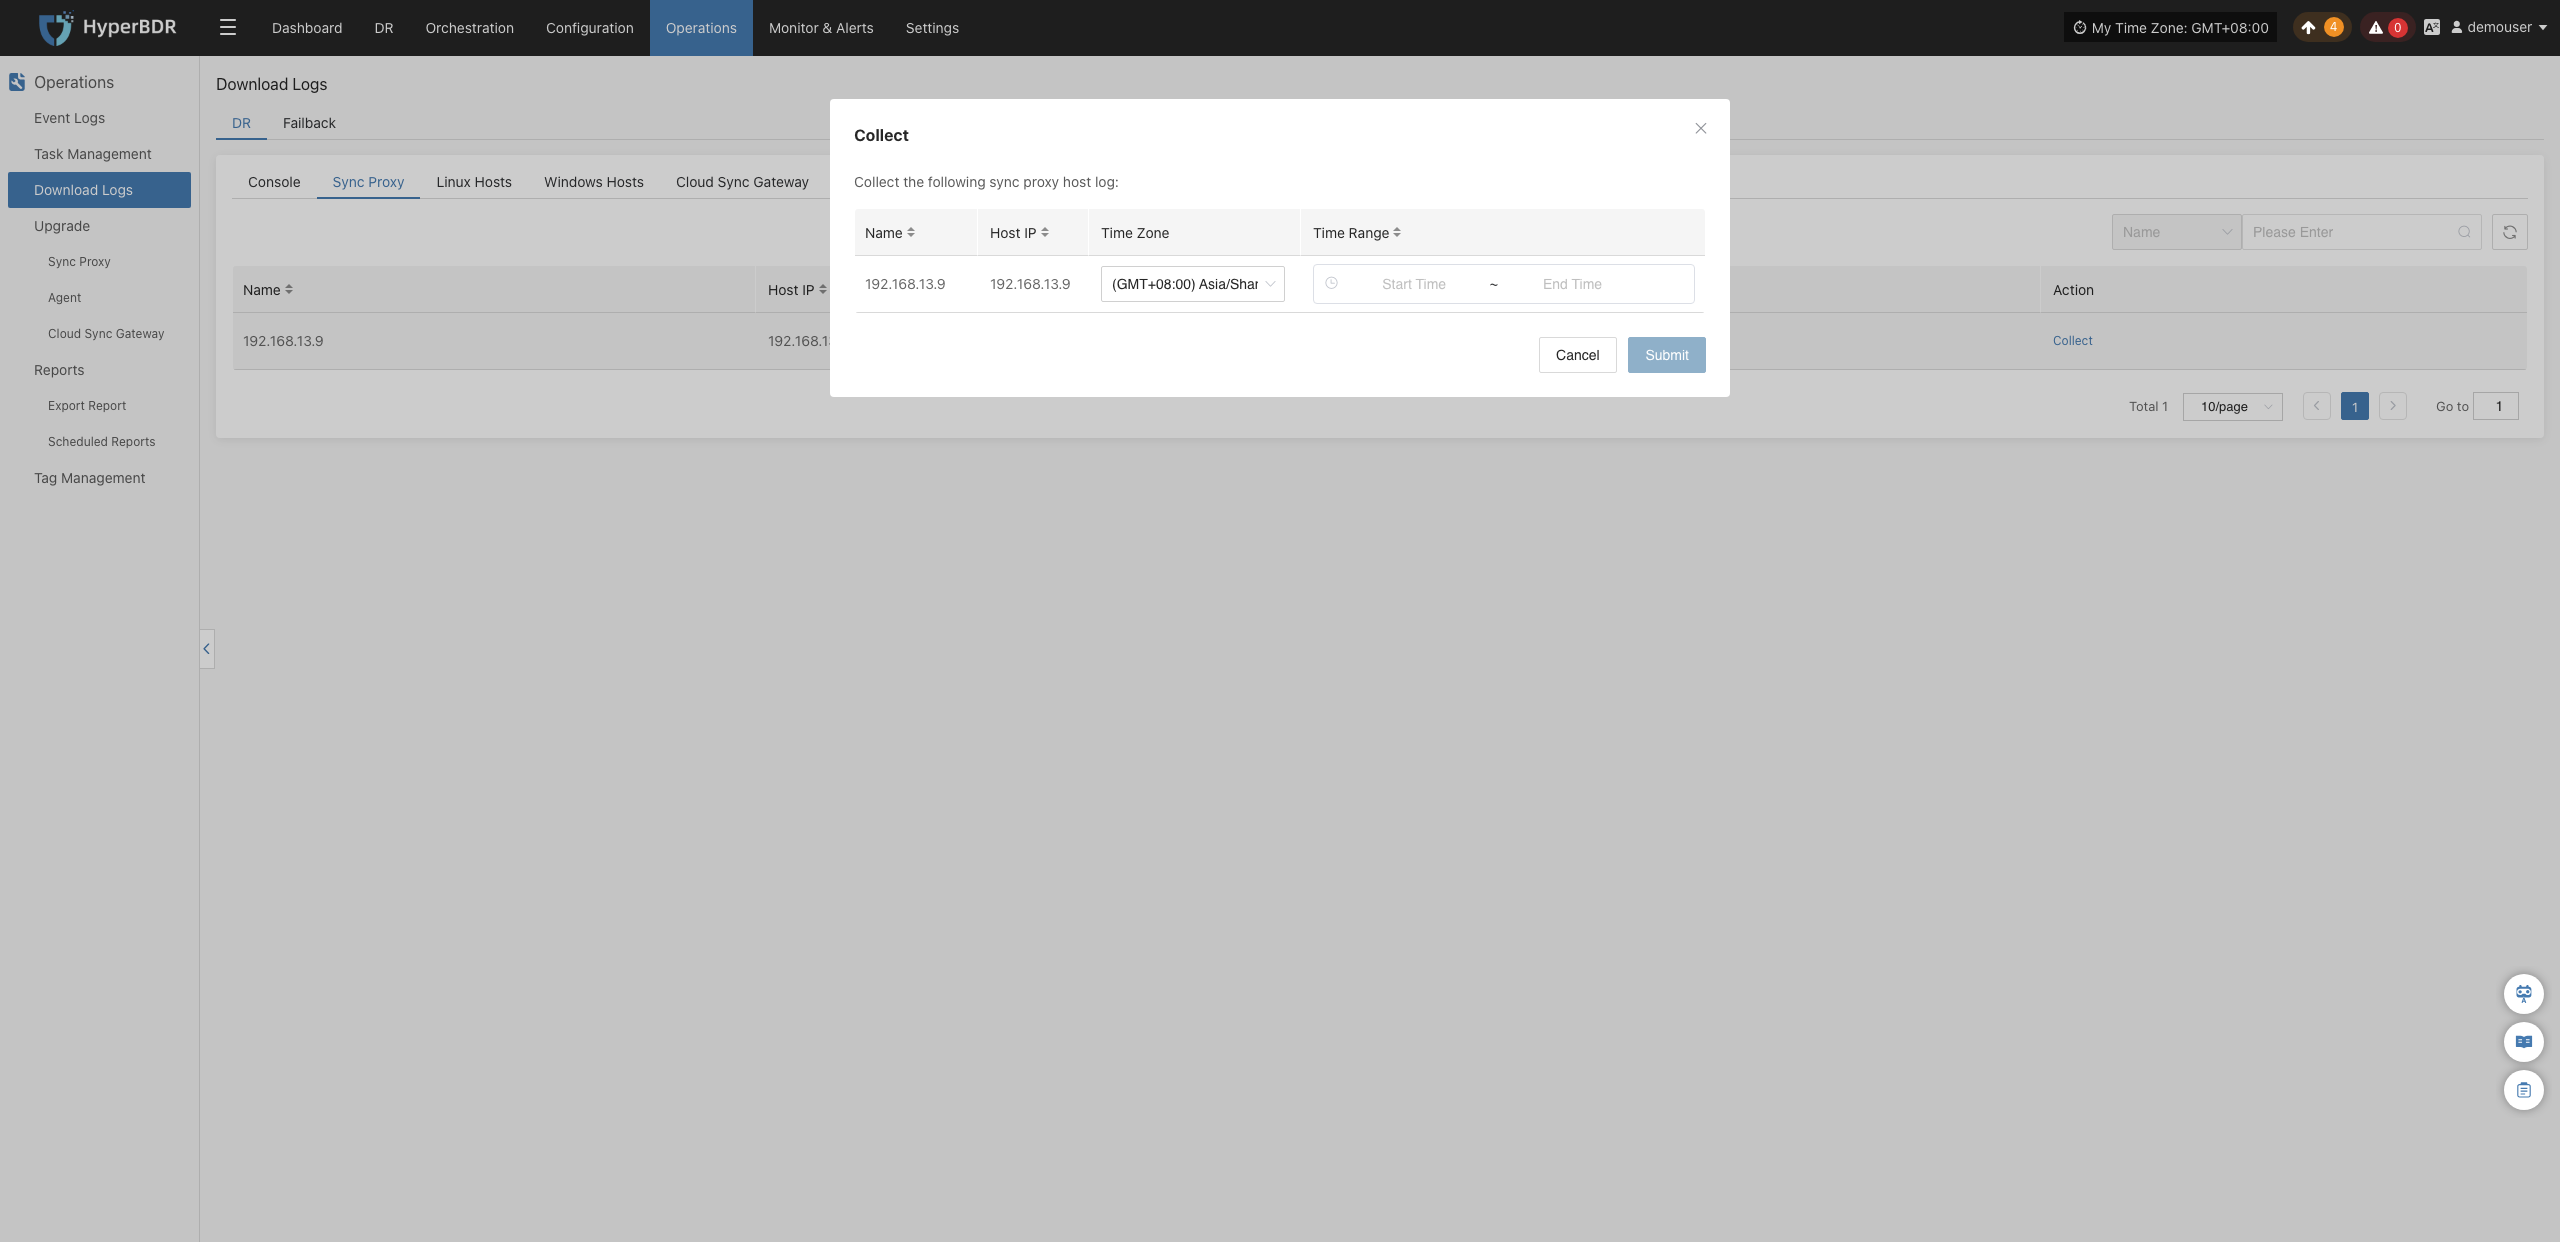 HyperBDR
Dashboard DR Orchestration Configuration Operations Monitor & Alerts Settings
My Time Zone: GMT+08:00 4 0 demouser
Operations
Event Logs
Task Management
Download Logs
Upgrade
Sync Proxy
Agent
Cloud Sync Gateway
Reports
Export Report
Scheduled Reports
Tag Management
Download Logs
DR Failback
Console Sync Proxy Linux Hosts Windows Hosts Cloud Sync Gateway
Name Please Enter
Name Host IP Action
192.168.13.9 192.168.1 Collect
Total 1 10/page 1 Go to 1
Collect
Collect the following sync proxy host log:
Name Host IP Time Zone Time Range
192.168.13.9 192.168.13.9 (GMT+08:00) Asia/Shan Start Time ~ End Time
Cancel Submit